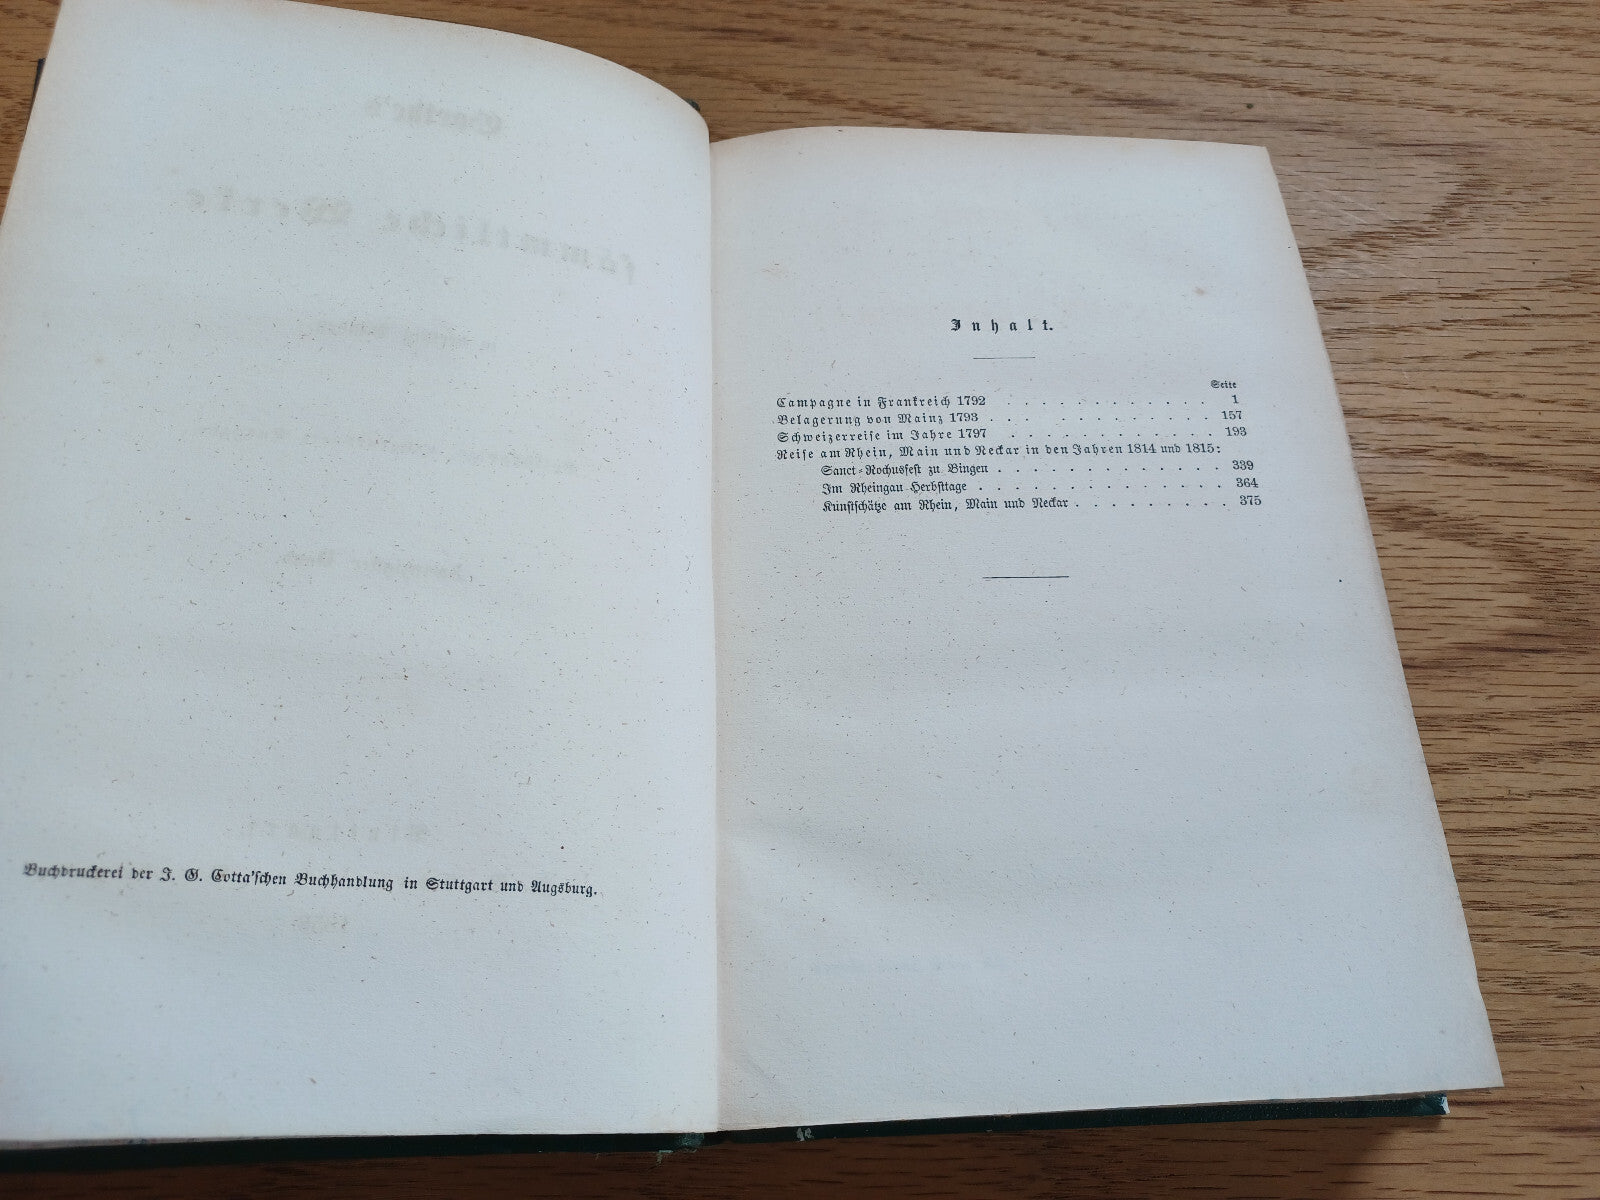 Buchdruckerei der J. G. Cotta'schen Buchhandlung in Stuttgart und Augsburg.
Inhalt.
Seite
Campagne in Frankreich 1792 . . . . . . . . . . . . 1
Belagerung von Mainz 1793 . . . . . . . . . . . . . 157
Schweizerreise im Jahre 1797 . . . . . . . . . . . . 193
Reise am Rhein, Main und Neckar in den Jahren 1814 und 1815:
Sanct-Rochusfest zu Bingen . . . . . . . . . . . . . 339
Im Rheingau Herbsttage . . . . . . . . . . . . . . 364
Kunstschätze am Rhein, Main und Neckar . . . . . . . . . 375